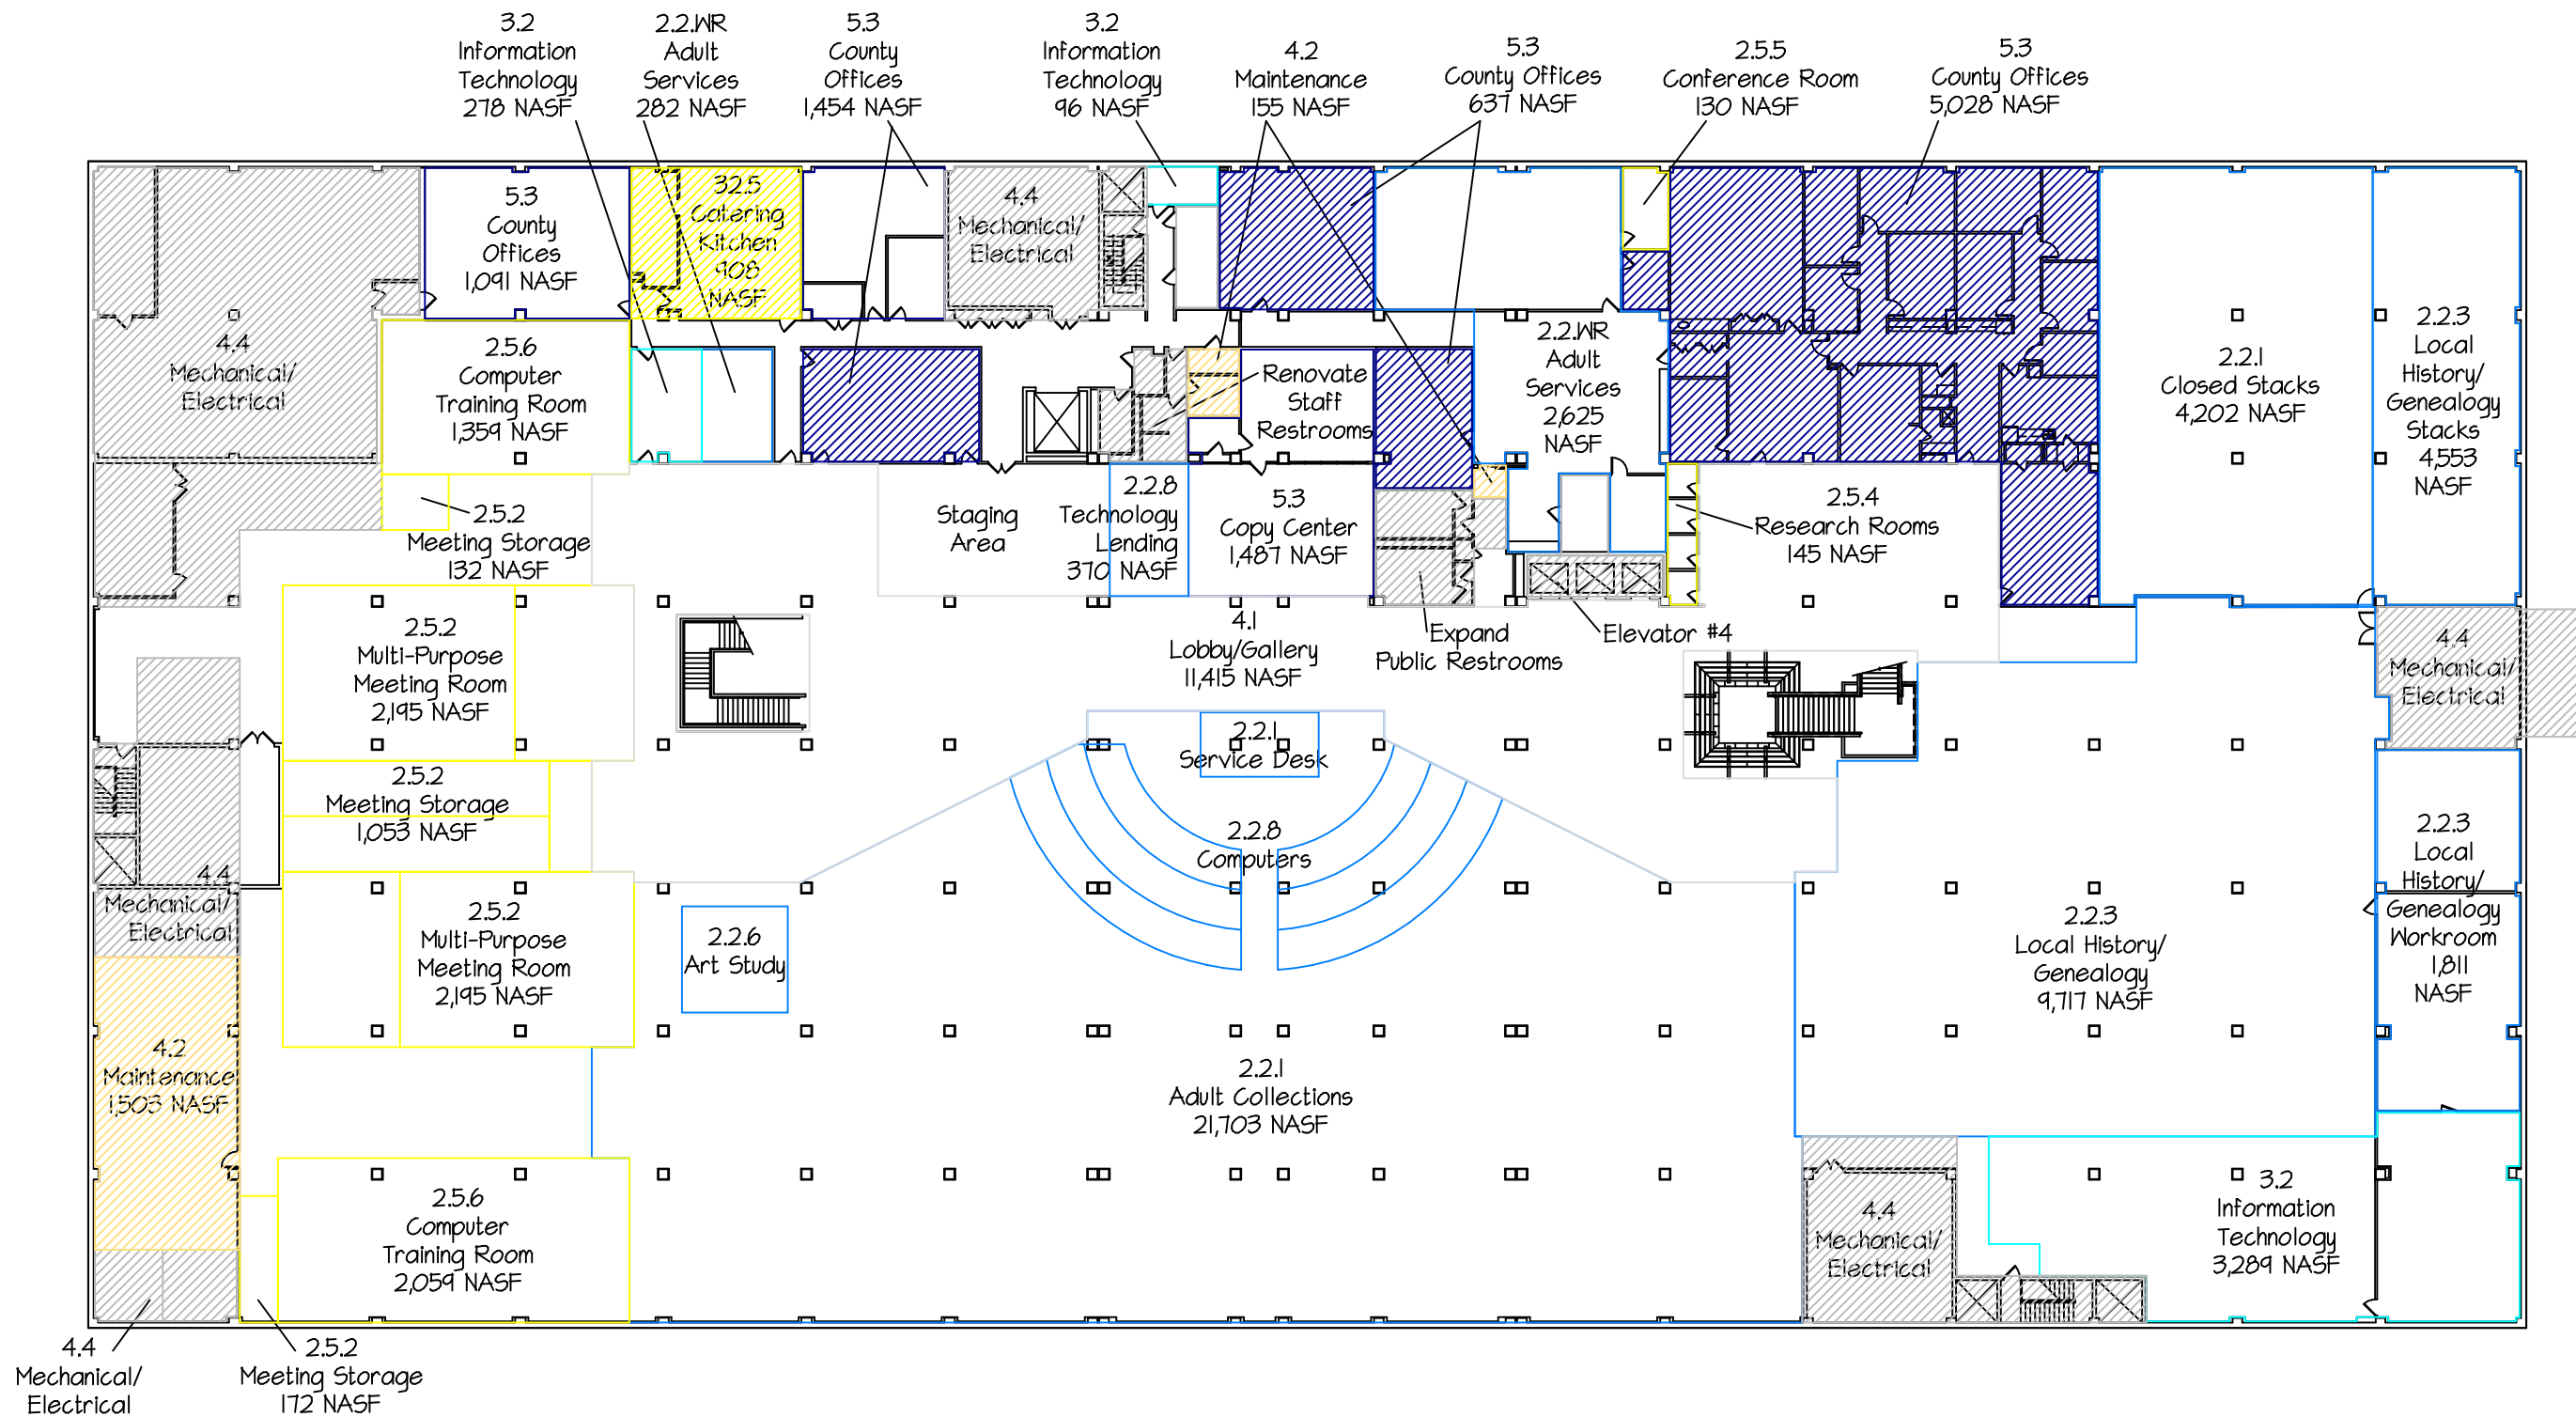 3.2
Information
Technology
278 NASF
2.2.WR
Adult
Services
282 NASF
5.3
County
Offices
1,454 NASF
3.2
Information
Technology
96 NASF
4.2
Maintenance
155 NASF
5.3
County Offices
637 NASF
2.5.5
Conference Room
130 NASF
5.3
County Offices
5,028 NASF
5.3
County
Offices
1,091 NASF
32.5
Catering
Kitchen
908
NASF
4.4
Mechanical/
Electrical
4.4
Mechanical/
Electrical
2.5.6
Computer
Training Room
1,359 NASF
Renovate
Staff
Restrooms
2.2.WR
Adult
Services
2,625
NASF
2.2.1
Closed Stacks
4,202 NASF
2.2.3
Local
History/
Genealogy
Stacks
4,553
NASF
2.5.2
Meeting Storage
132 NASF
Staging
Area
2.2.8
Technology
Lending
370 NASF
5.3
Copy Center
1,487 NASF
2.5.4
Research Rooms
145 NASF
2.5.2
Multi-Purpose
Meeting Room
2,195 NASF
4.1
Lobby/Gallery
11,415 NASF
Expand
Public Restrooms
Elevator #4
4.4
Mechanical/
Electrical
2.2.1
Service Desk
2.5.2
Meeting Storage
1,053 NASF
2.2.8
Computers
4.4
Mechanical/
Electrical
2.5.2
Multi-Purpose
Meeting Room
2,195 NASF
2.2.6
Art Study
2.2.3
Local History/
Genealogy
9,717 NASF
2.2.3
Local
History/
Genealogy
Workroom
1,811
NASF
4.2
Maintenance
1,503 NASF
2.2.1
Adult Collections
21,703 NASF
2.5.6
Computer
Training Room
2,059 NASF
4.4
Mechanical/
Electrical
3.2
Information
Technology
3,289 NASF
4.4
Mechanical/
Electrical
2.5.2
Meeting Storage
172 NASF